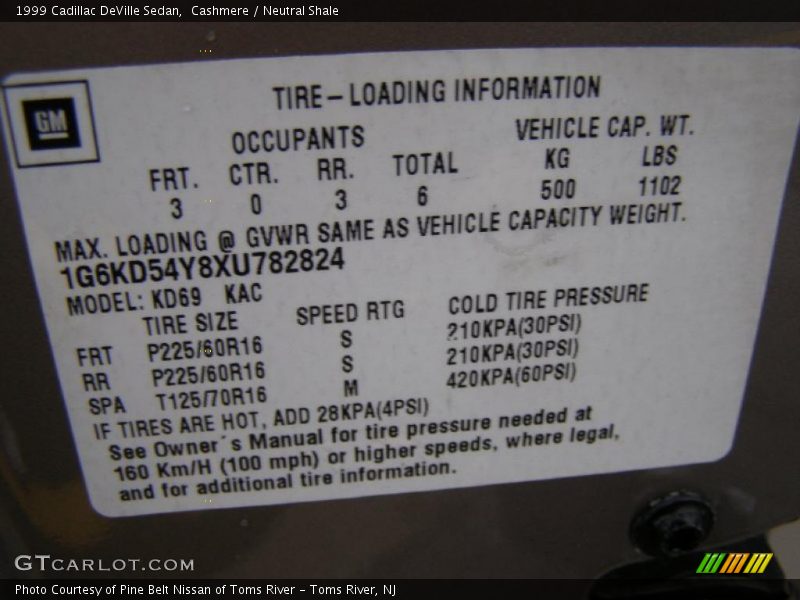 1999 Cadillac DeVille Sedan,  Cashmere / Neutral Shale
GM
TIRE-LOADING INFORMATION
OCCUPANTS VEHICLE CAP. WT.
FRT. CTR. RR. TOTAL KG LBS
3 0 3 6 500 1102
MAX. LOADING @ GVWR SAME AS VEHICLE CAPACITY WEIGHT.
1G6KD54Y8XU782824
MODEL: KD69 KAC
TIRE SIZE SPEED RTG COLD TIRE PRESSURE
FRT P225/60R16 S 210KPA(30PSI)
RR P225/60R16 S 210KPA(30PSI)
SPA T125/70R16 M 420KPA(60PSI)
IF TIRES ARE HOT, ADD 28KPA(4PSI)
See Owner´s Manual for tire pressure needed at
160 Km/H (100 mph) or higher speeds, where legal,
and for additional tire information.
GTCARLOT.COM
Photo Courtesy of Pine Belt Nissan of Toms River - Toms River, NJ